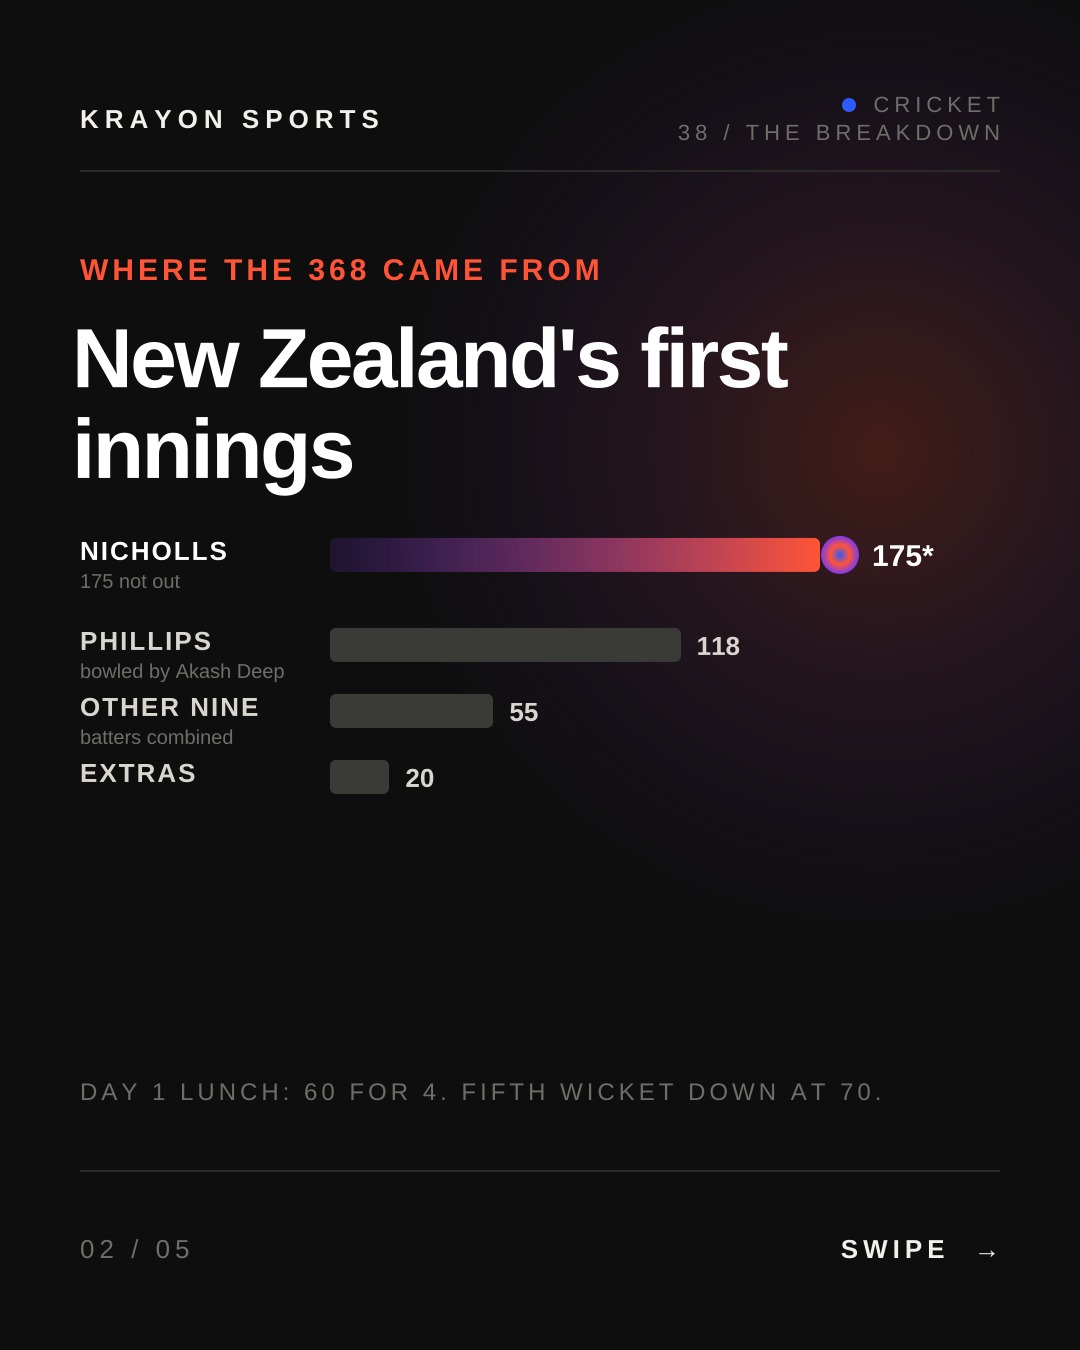 KRAYON SPORTS
CRICKET
38 / THE BREAKDOWN
WHERE THE 368 CAME FROM
New Zealand's first
innings
NICHOLLS
175 not out
175*
PHILLIPS
bowled by Akash Deep
118
OTHER NINE
batters combined
55
EXTRAS
20
DAY 1 LUNCH: 60 FOR 4. FIFTH WICKET DOWN AT 70.
02 / 05
SWIPE →